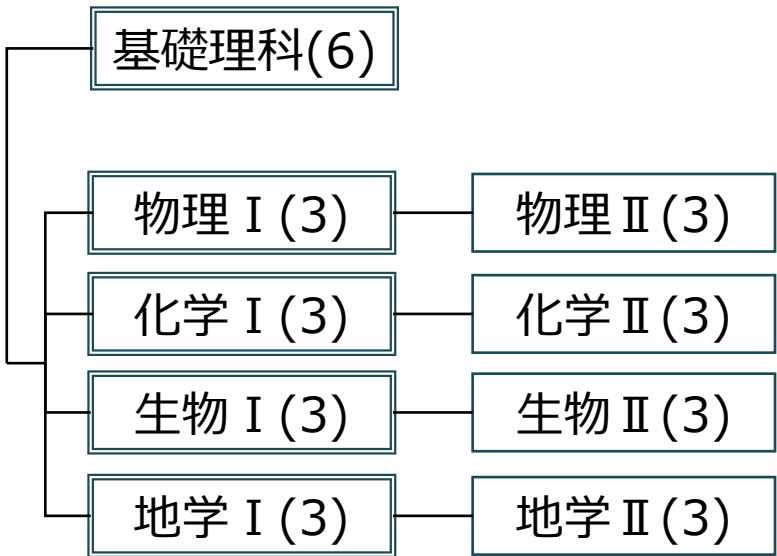 基礎理科(6)
物理Ⅰ(3)
物理Ⅱ(3)
化学Ⅰ(3)
化学Ⅱ(3)
生物Ⅰ(3)
生物Ⅱ(3)
地学Ⅰ(3)
地学Ⅱ(3)